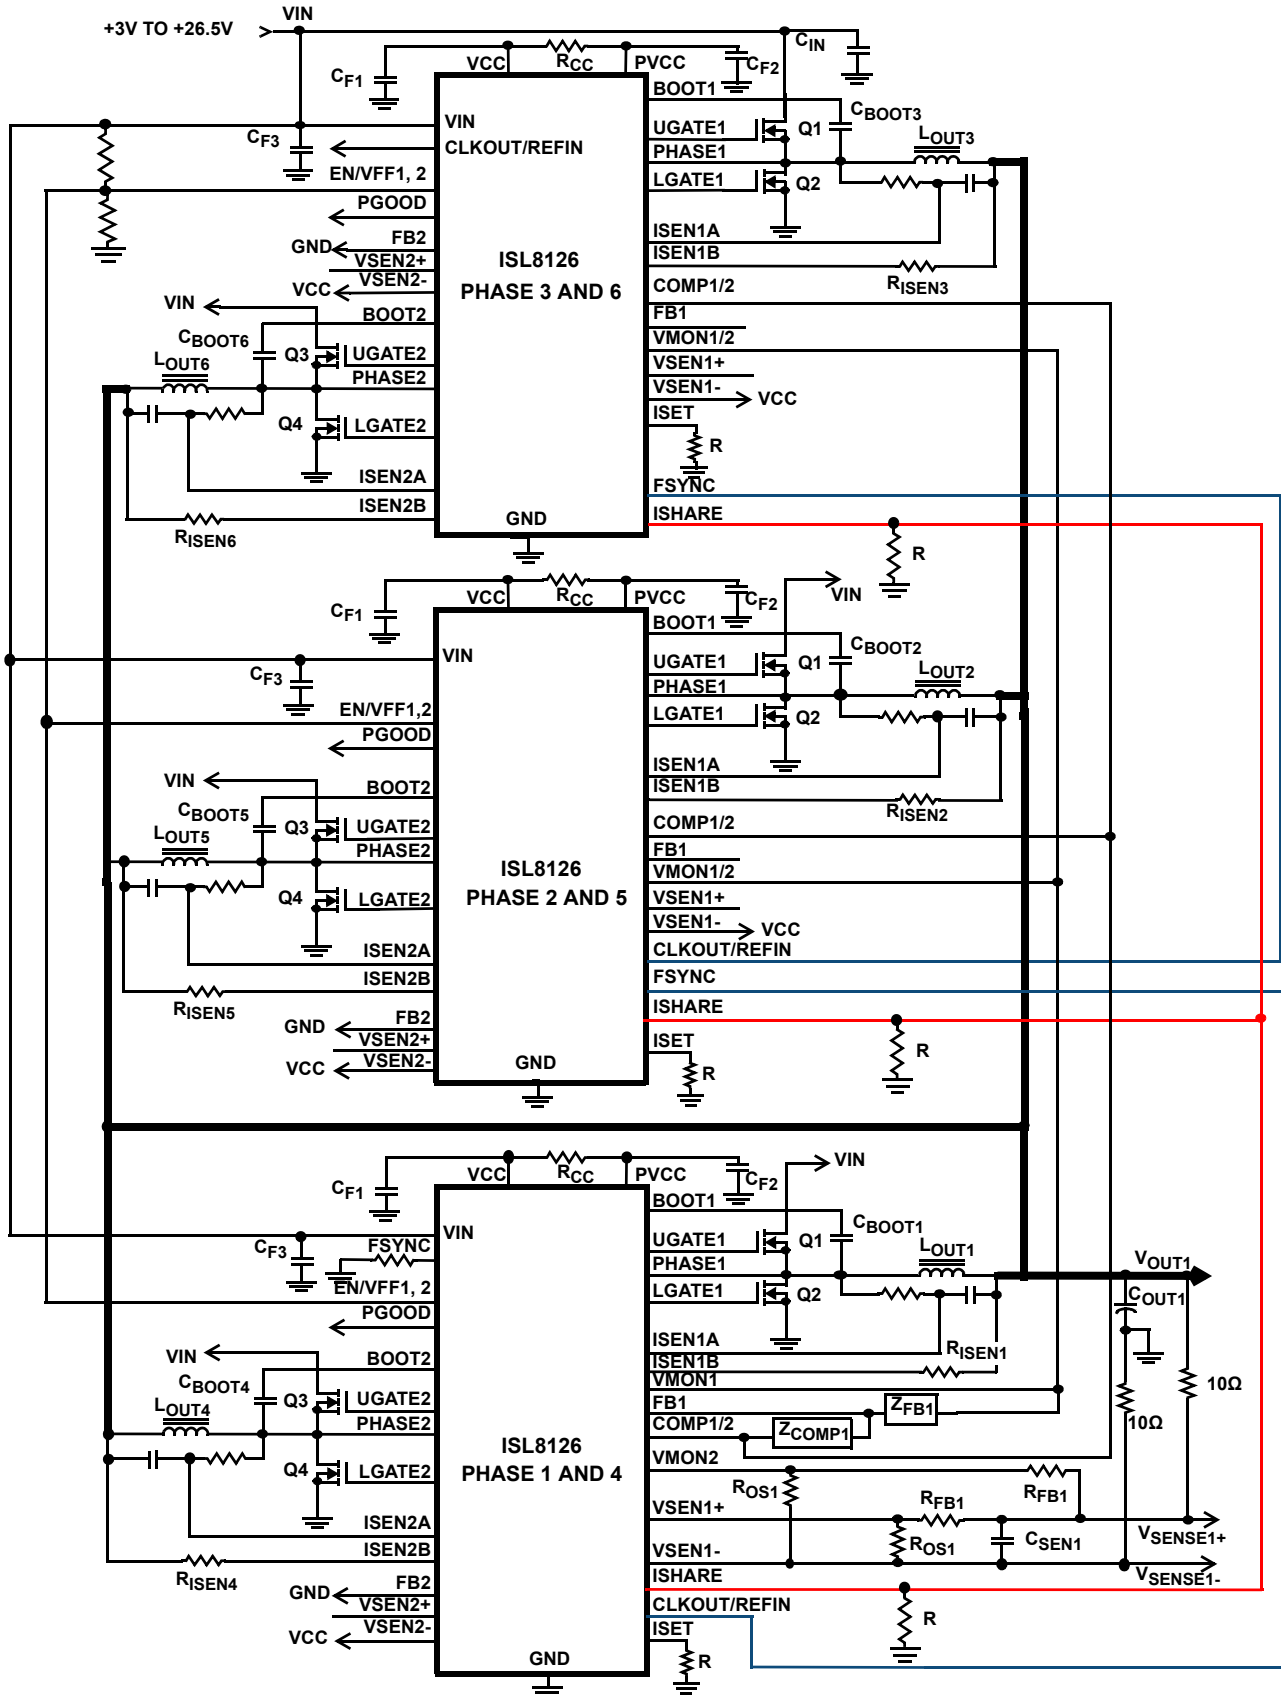 VIN
+3V TO +26.5V
CIN
VCC
RCC
PVCC
CF1
CF2
BOOT1
CBOOT3
VIN
UGATE1
Q1
LOUT3
CF3
CLKOUT/REFIN
PHASE1
EN/VFF1, 2
LGATE1
Q2
PGOOD
ISEN1A
GND
FB2
ISEN1B
VSEN2+
ISL8126
PHASE 3 AND 6
RISEN3
VCC
VSEN2-
COMP1/2
VIN
BOOT2
FB1
CBOOT6
Q3
UGATE2
VMON1/2
LOUT6
PHASE2
VSEN1+
VSEN1-
VCC
Q4
LGATE2
ISET
R
ISEN2A
FSYNC
ISEN2B
ISHARE
RISEN6
GND
R
VCC
RCC
PVCC
CF1
CF2
VIN
BOOT1
CBOOT2
VIN
UGATE1
Q1
LOUT2
CF3
PHASE1
EN/VFF1,2
LGATE1
Q2
PGOOD
ISEN1A
VIN
BOOT2
ISEN1B
CBOOT5
RISEN2
Q3
UGATE2
COMP1/2
LOUT5
PHASE2
FB1
ISL8126
PHASE 2 AND 5
VMON1/2
Q4
LGATE2
VSEN1+
VSEN1-
VCC
ISEN2A
CLKOUT/REFIN
ISEN2B
FSYNC
RISEN5
ISHARE
GND
FB2
VSEN2+
ISET
R
VCC
VSEN2-
GND
R
VCC
RCC
PVCC
CF1
CF2
VIN
BOOT1
CBOOT1
VIN
UGATE1
Q1
LOUT1
CF3
FSYNC
PHASE1
VOUT1
EN/VFF1, 2
LGATE1
Q2
COUT1
PGOOD
ISEN1A
RISEN1
VIN
BOOT2
ISEN1B
CBOOT4
VMON1
10Ω
Q3
UGATE2
FB1
ZFB1
LOUT4
PHASE2
COMP1/2
ZCOMP1
10Ω
ISL8126
PHASE 1 AND 4
VMON2
Q4
LGATE2
ROS1
RFB1
VSEN1+
RFB1
VSENSE1+
ISEN2A
ROS1
CSEN1
ISEN2B
VSEN1-
VSENSE1-
RISEN4
ISHARE
GND
FB2
VSEN2+
CLKOUT/REFIN
R
VCC
VSEN2-
ISET
R
GND